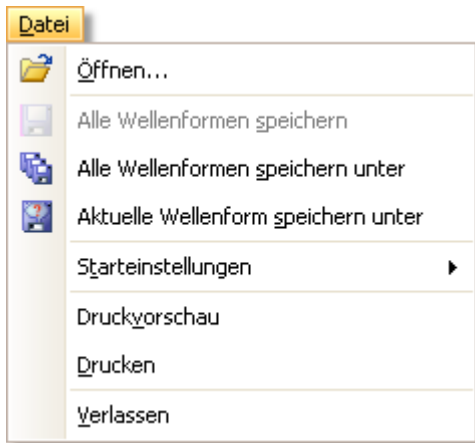 Datei
Öffnen...
Alle Wellenformen speichern
Alle Wellenformen speichern unter
Aktuelle Wellenform speichern unter
Starteinstellungen
Druckvorschau
Drucken
Verlassen